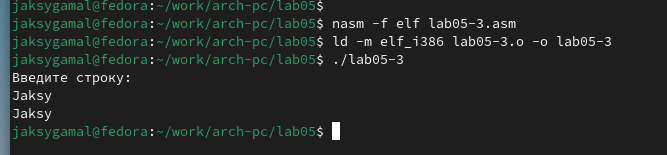 jaksygamal@fedora:~/work/arch-pc/lab05$
jaksygamal@fedora:~/work/arch-pc/lab05$ nasm -f elf lab05-3.asm
jaksygamal@fedora:~/work/arch-pc/lab05$ ld -m elf_i386 lab05-3.o -o lab05-3
jaksygamal@fedora:~/work/arch-pc/lab05$ ./lab05-3
Введите строку:
Jaksy
Jaksy
jaksygamal@fedora:~/work/arch-pc/lab05$